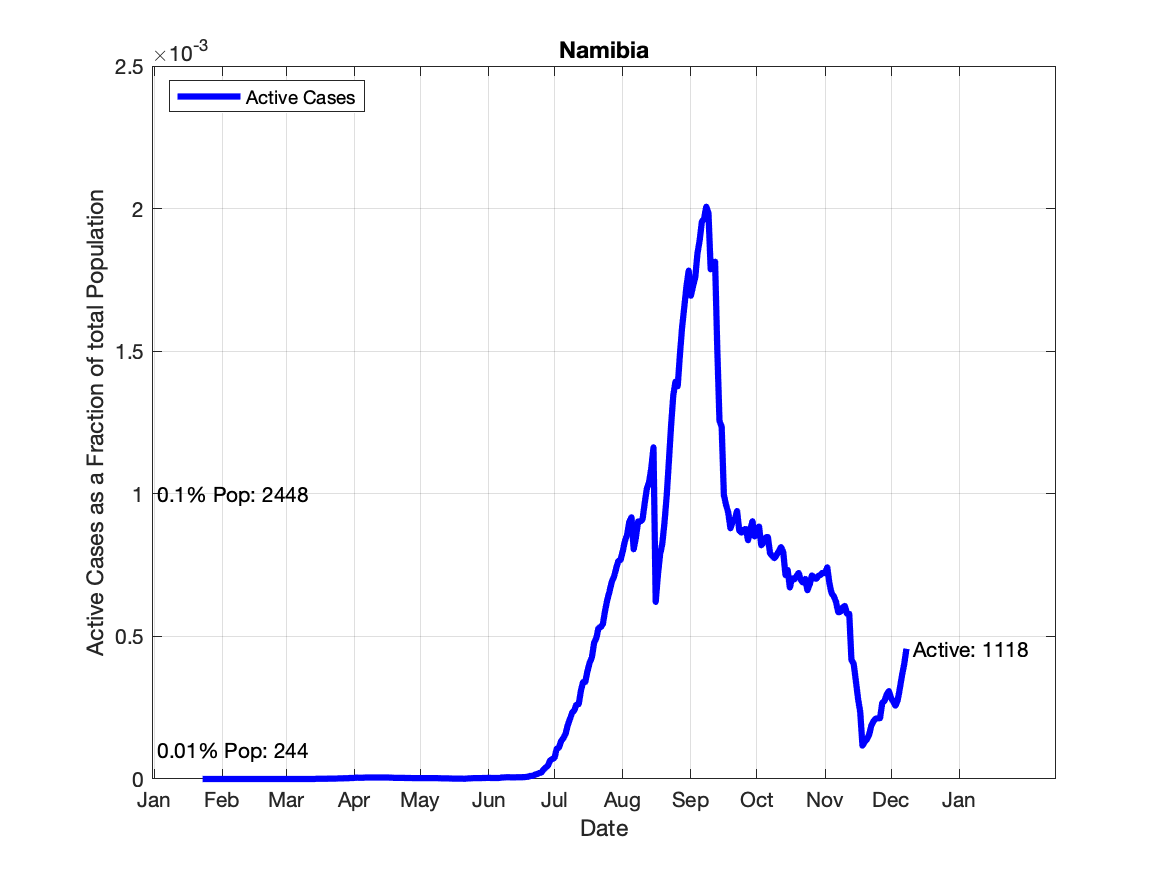 Namibia
×10-3
2.5
2
1.5
1
0.5
0
Active Cases as a Fraction of total Population
Active Cases
0.1% Pop: 2448
0.01% Pop: 244
Active: 1118
Jan Feb Mar Apr May Jun Jul Aug Sep Oct Nov Dec Jan
Date